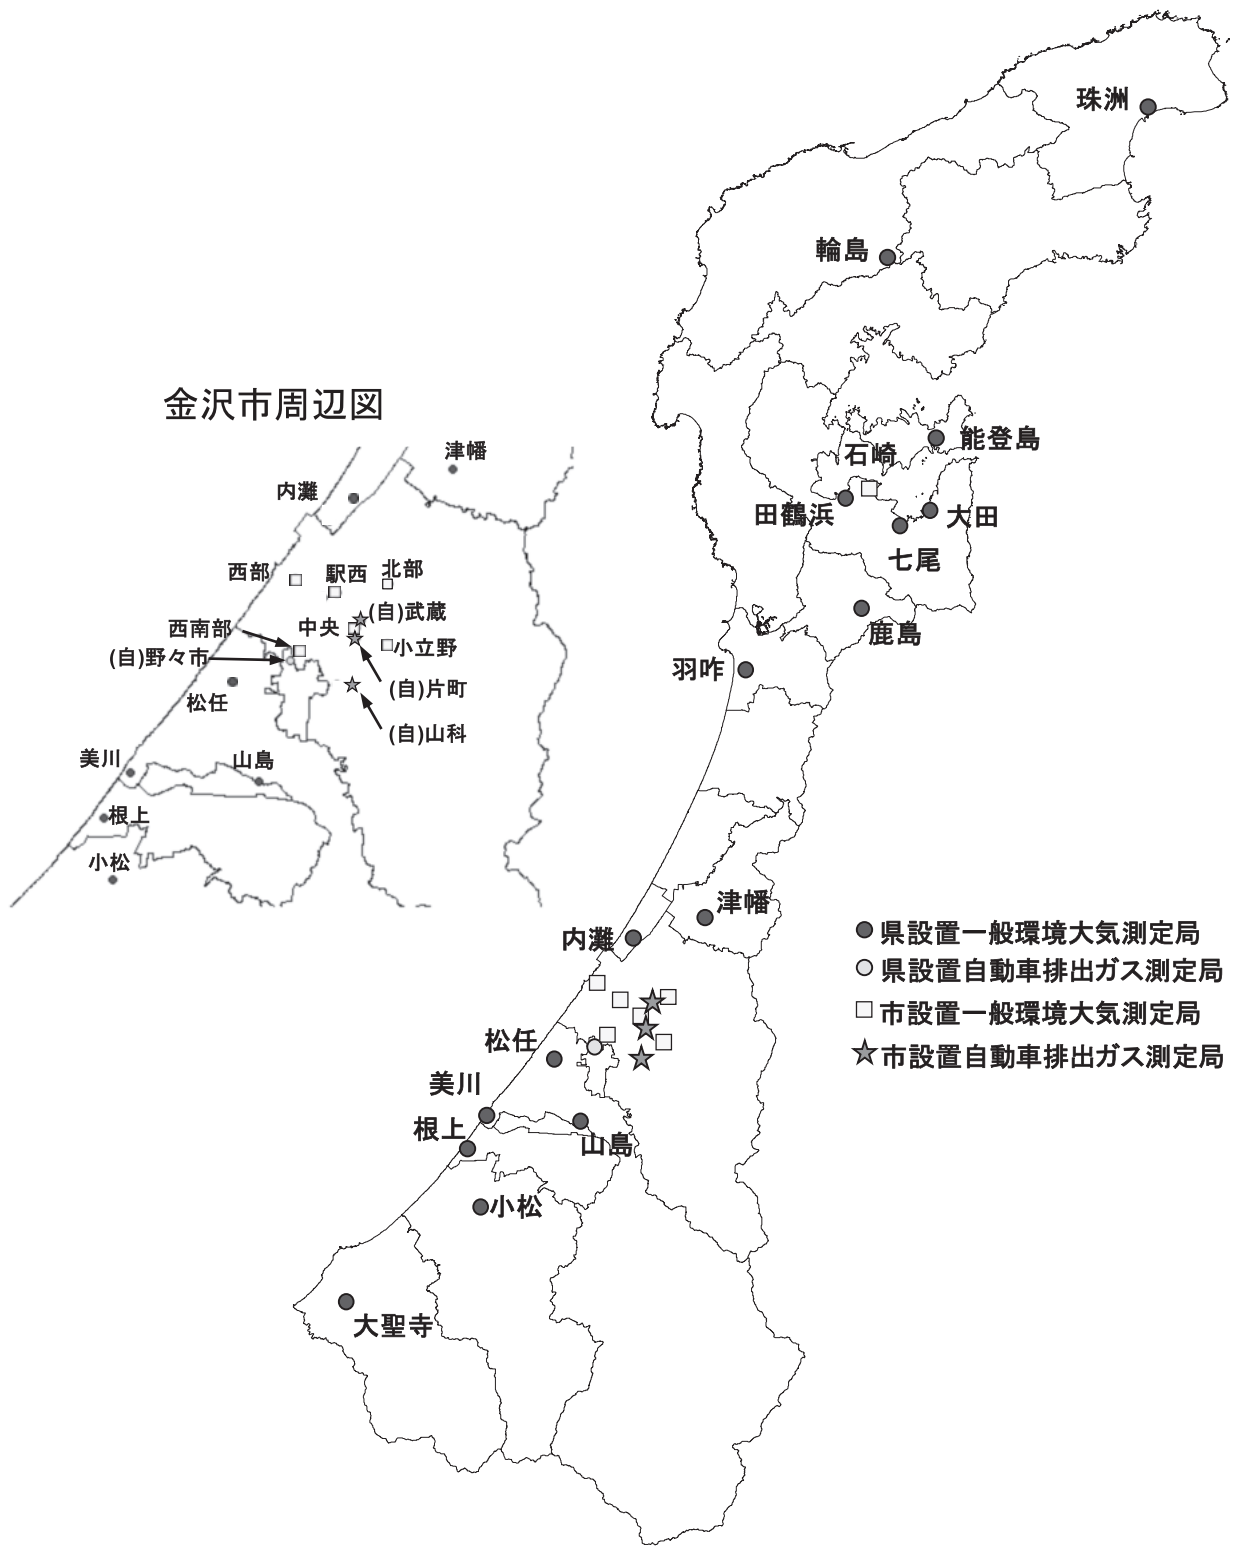 珠洲
輪島
能登島
石崎
田鶴浜
大田
七尾
鹿島
羽咋
金沢市周辺図
津幡
内灘
西部
駅西
北部
(自)武蔵
中央
西南部
小立野
(自)野々市
(自)片町
松任
(自)山科
美川
山島
根上
小松
津幡
内灘
松任
美川
根上
山島
小松
大聖寺
県設置一般環境大気測定局
県設置自動車排出ガス測定局
市設置一般環境大気測定局
市設置自動車排出ガス測定局